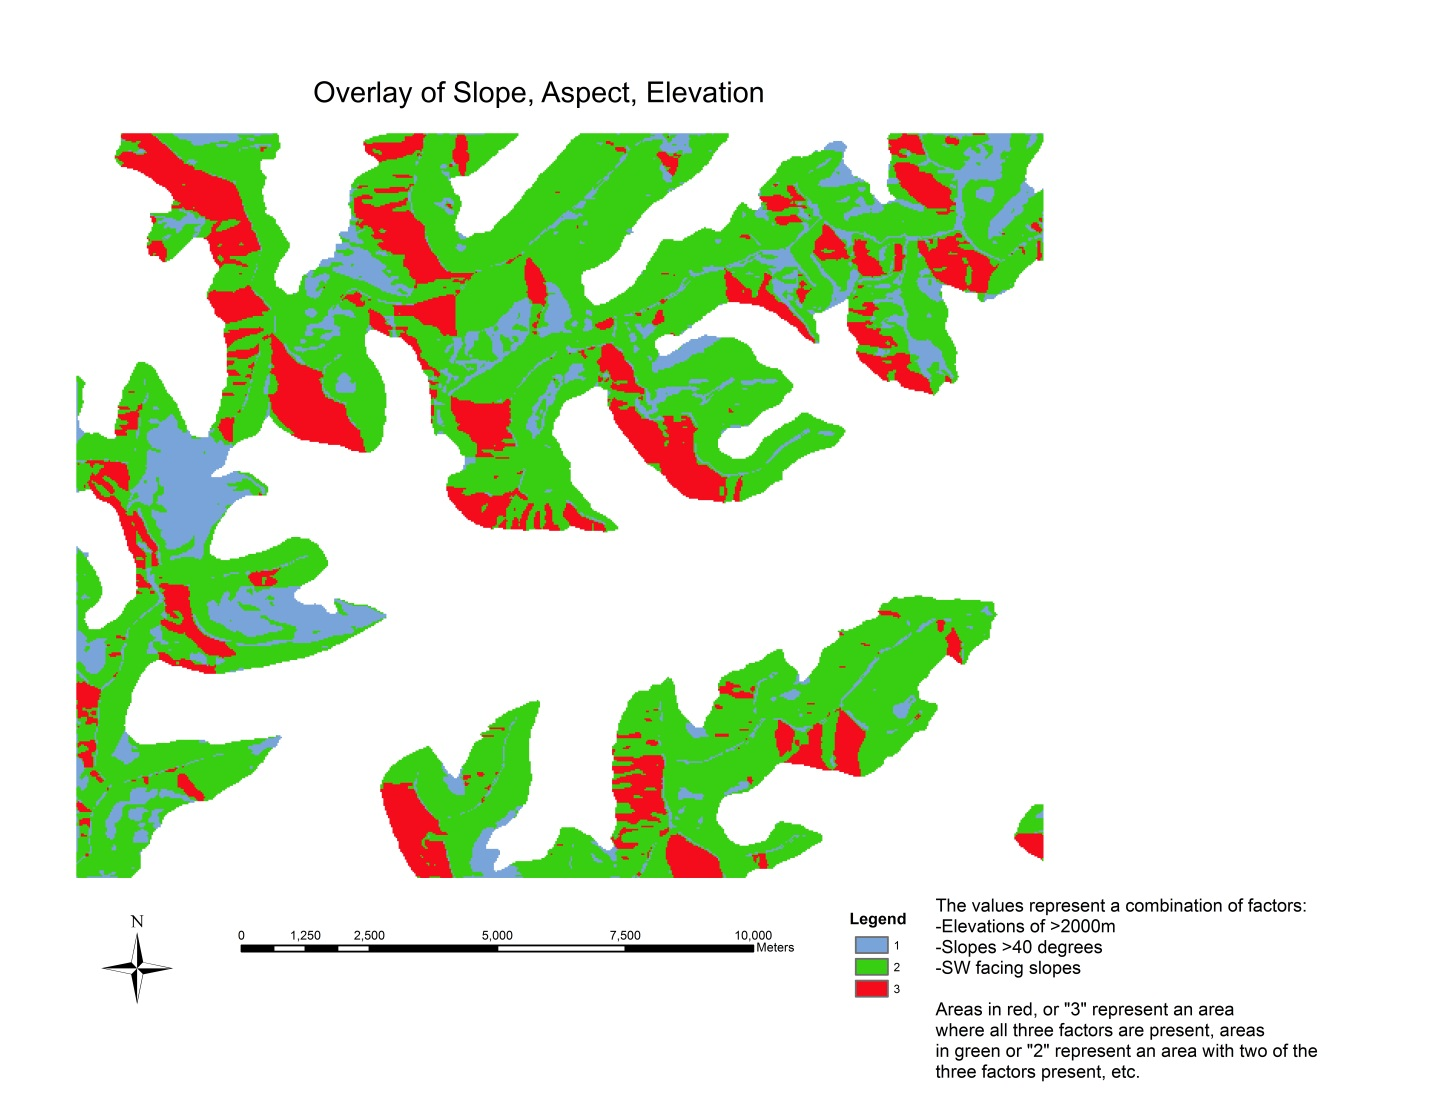 Overlay of Slope, Aspect, Elevation
N
0 1,250 2,500 5,000 7,500 10,000
Meters
Legend
1
2
3
The values represent a combination of factors:
-Elevations of >2000m
-Slopes >40 degrees
-SW facing slopes
Areas in red, or "3" represent an area
where all three factors are present, areas
in green or "2" represent an area with two of the
three factors present, etc.